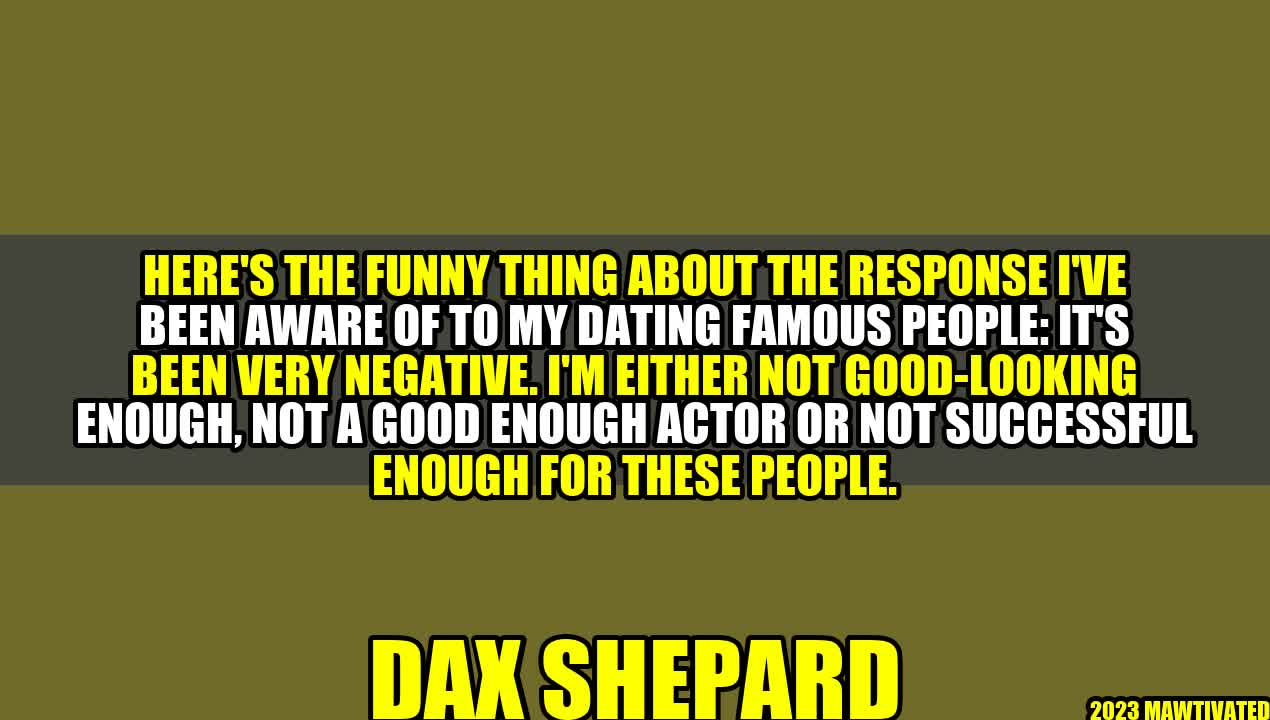 HERE'S THE FUNNY THING ABOUT THE RESPONSE I'VE
BEEN AWARE OF TO MY DATING FAMOUS PEOPLE: IT'S
BEEN VERY NEGATIVE. I'M EITHER NOT GOOD-LOOKING
ENOUGH, NOT A GOOD ENOUGH ACTOR OR NOT SUCCESSFUL
ENOUGH FOR THESE PEOPLE.
DAX SHEPARD
2023 MAWTIVATED